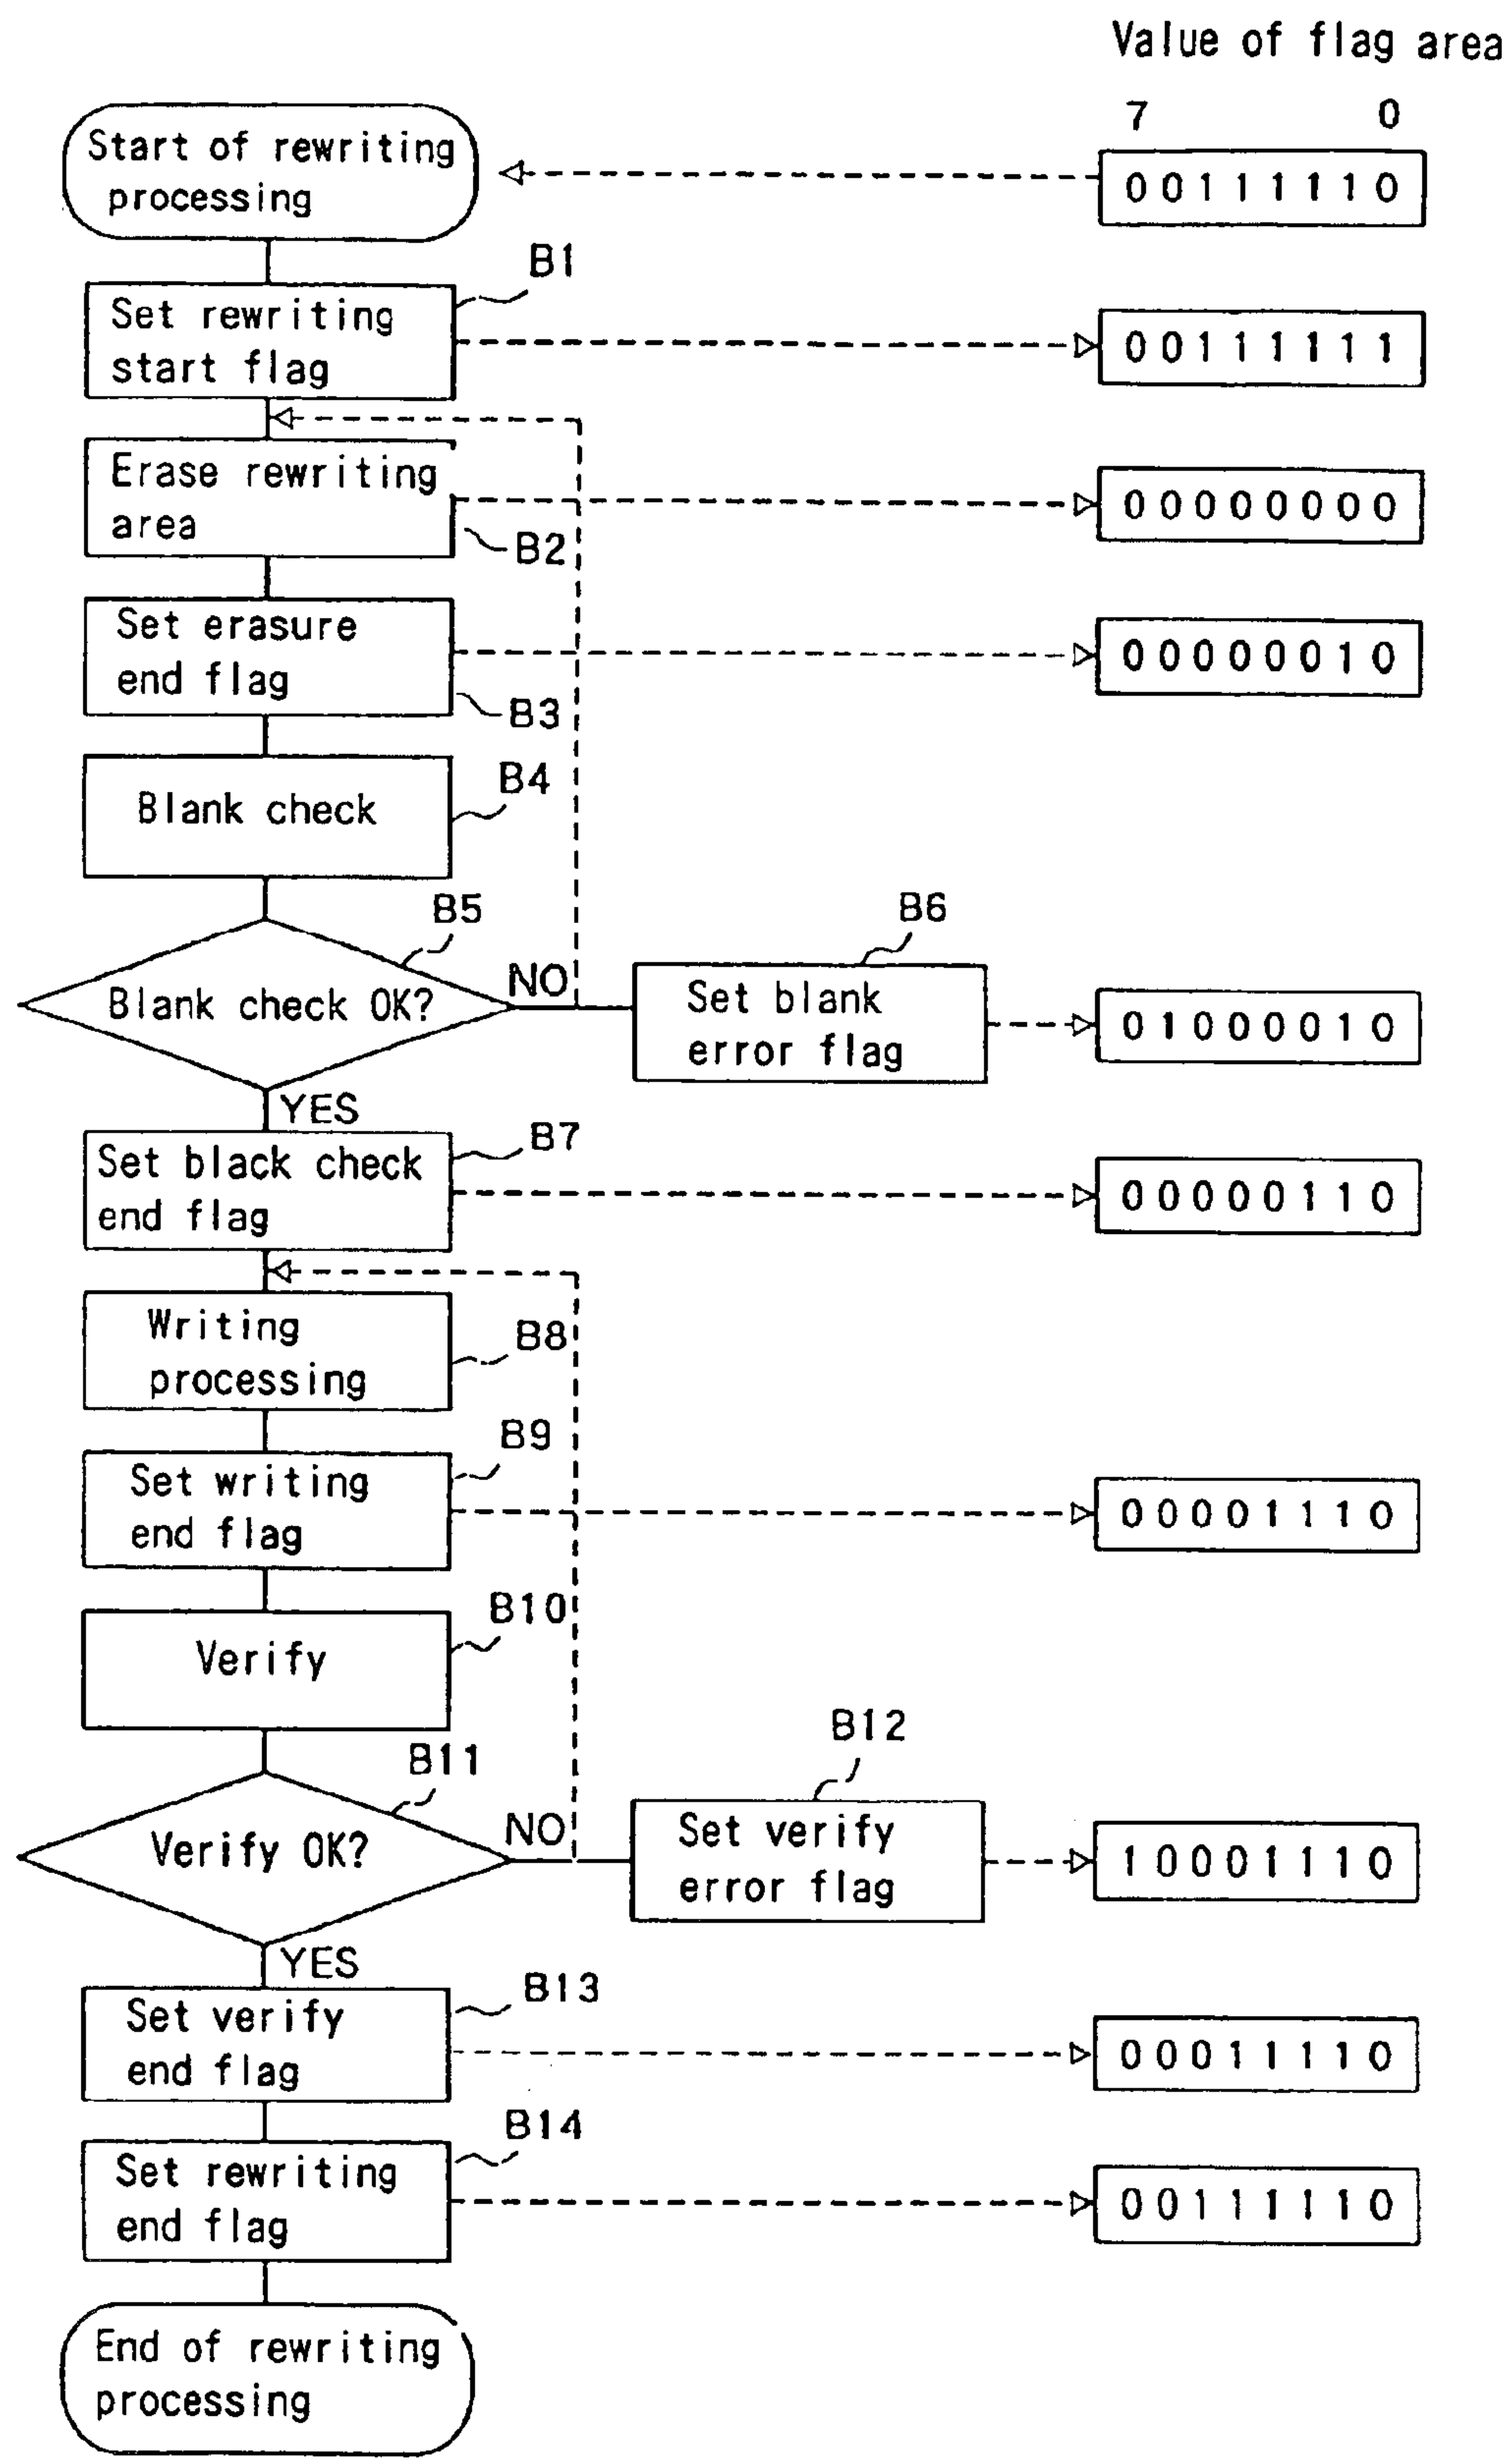 Value of flag area
7 0
Start of rewriting
processing
00111110
B1
Set rewriting
start flag
00111111
Erase rewriting
area
B2
00000000
Set erasure
end flag
B3
00000010
Blank check
B4
B5
Blank check OK?
NO
B6
Set blank
error flag
01000010
YES
Set black check
end flag
B7
00000110
Writing
processing
B8
Set writing
end flag
B9
00001110
Verify
B10
B11
Verify OK?
NO
B12
Set verify
error flag
10001110
YES
Set verify
end flag
B13
00011110
Set rewriting
end flag
B14
00111110
End of rewriting
processing